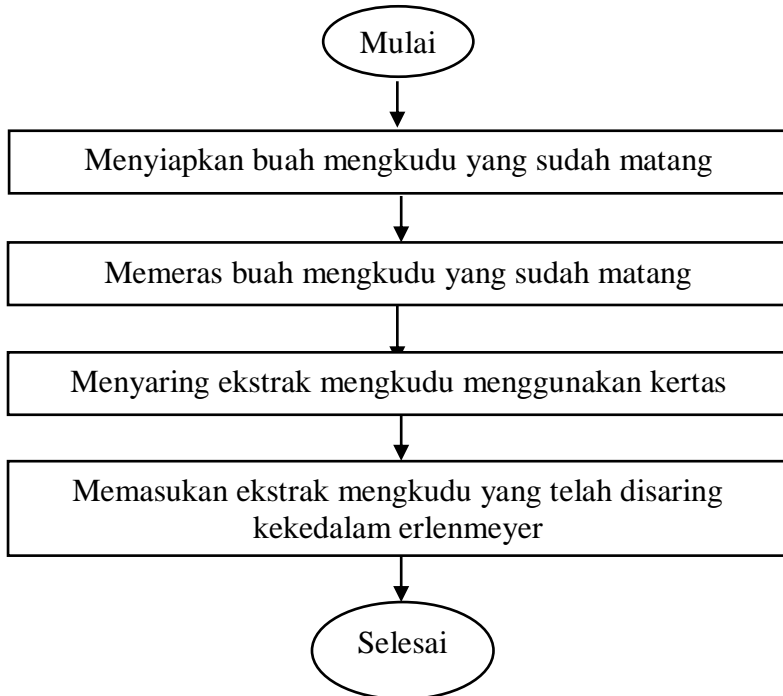 Mulai
Menyiapkan buah mengkudu yang sudah matang
Memeras buah mengkudu yang sudah matang
Menyaring ekstrak mengkudu menggunakan kertas
Memasukan ekstrak mengkudu yang telah disaring
kekedalam erlenmeyer
Selesai